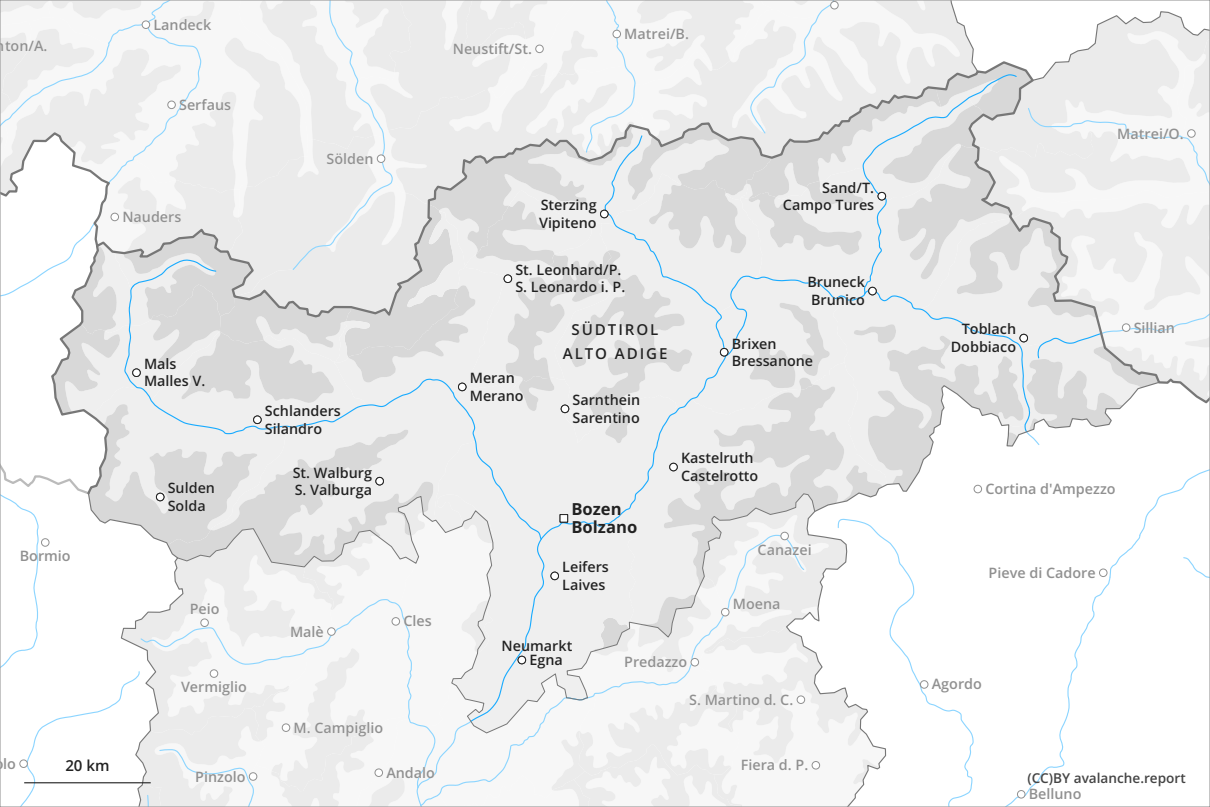 Landeck
Matrei/B.
nton/A.
Neustift/St.
Serfaus
Matrei/O.
Sölden
Sand/T.
Campo Tures
Nauders
Sterzing
Vipiteno
St. Leonhard/P.
S. Leonardo i. P.
Bruneck
Brunico
SÜDTIROL
ALTO ADIGE
Toblach
Dobbiaco
Sillian
Brixen
Bressanone
Mals
Malles V.
Meran
Merano
Sarnthein
Sarentino
Schlanders
Silandro
Kastelruth
Castelrotto
St. Walburg
S. Valburga
Sulden
Solda
Cortina d'Ampezzo
Bozen
Bolzano
Bormio
Canazei
Leifers
Laives
Pieve di Cadore
Peio
Moena
Cles
Malè
Neumarkt
Egna
Predazzo
Vermiglio
Agordo
S. Martino d. C.
M. Campiglio
olo
20 km
Pinzolo
Andalo
Fiera d. P.
(CC)BY avalanche.report
Belluno